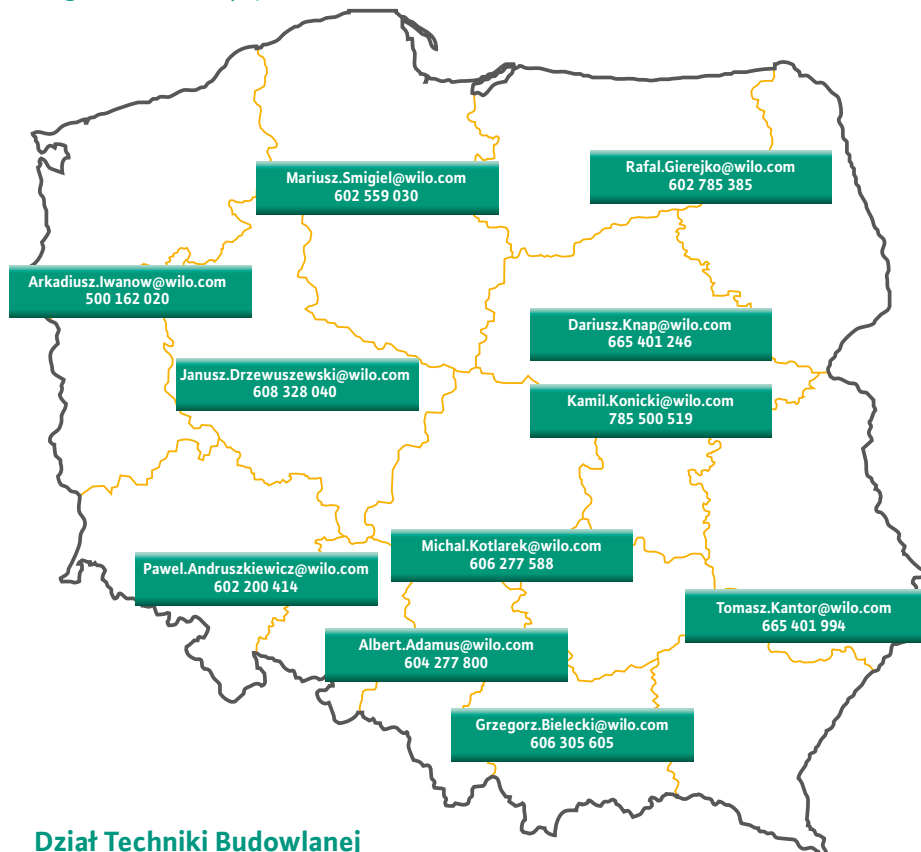 Mariusz.Smigiel@wilo.com
602 559 030
Rafal.Gierejko@wilo.com
602 785 385
Arkadiusz.Iwanow@wilo.com
500 162 020
Dariusz.Knap@wilo.com
665 401 246
Janusz.Drzewuszewski@wilo.com
608 328 040
Kamil.Konicki@wilo.com
785 500 519
Michal.Kotlarek@wilo.com
606 277 588
Pawel.Andruszkiewicz@wilo.com
602 200 414
Tomasz.Kantor@wilo.com
665 401 994
Albert.Adamus@wilo.com
604 277 800
Grzegorz.Bielecki@wilo.com
606 305 605
Dział Techniki Budowlanej